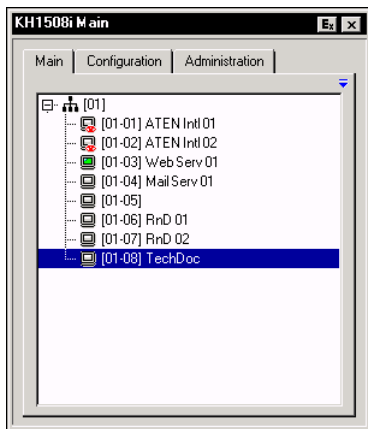 KH1508i Main
Ex
Main Configuration Administration
[01]
[01-01] ATEN Intl 01
[01-02] ATEN Intl 02
[01-03] Web Serv 01
[01-04] Mail Serv 01
[01-05]
[01-06] RnD 01
[01-07] RnD 02
[01-08] TechDoc